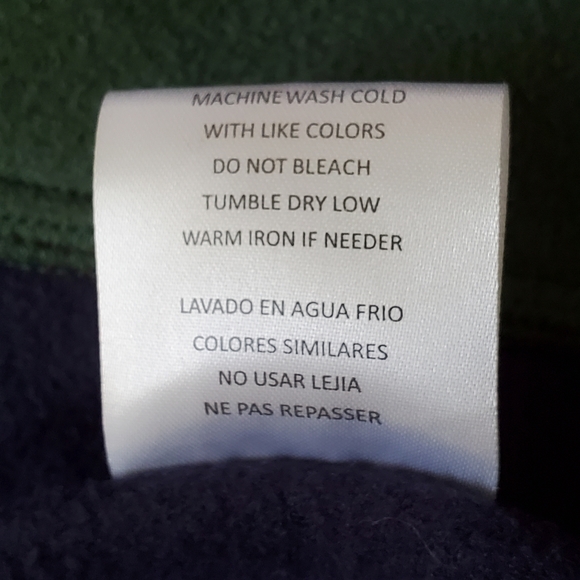 MACHINE WASH COLD
WITH LIKE COLORS
DO NOT BLEACH
TUMBLE DRY LOW
WARM IRON IF NEEDER
LAVADO EN AGUA FRIO
COLORES SIMILARES
NO USAR LEJIA
NE PAS REPASSER